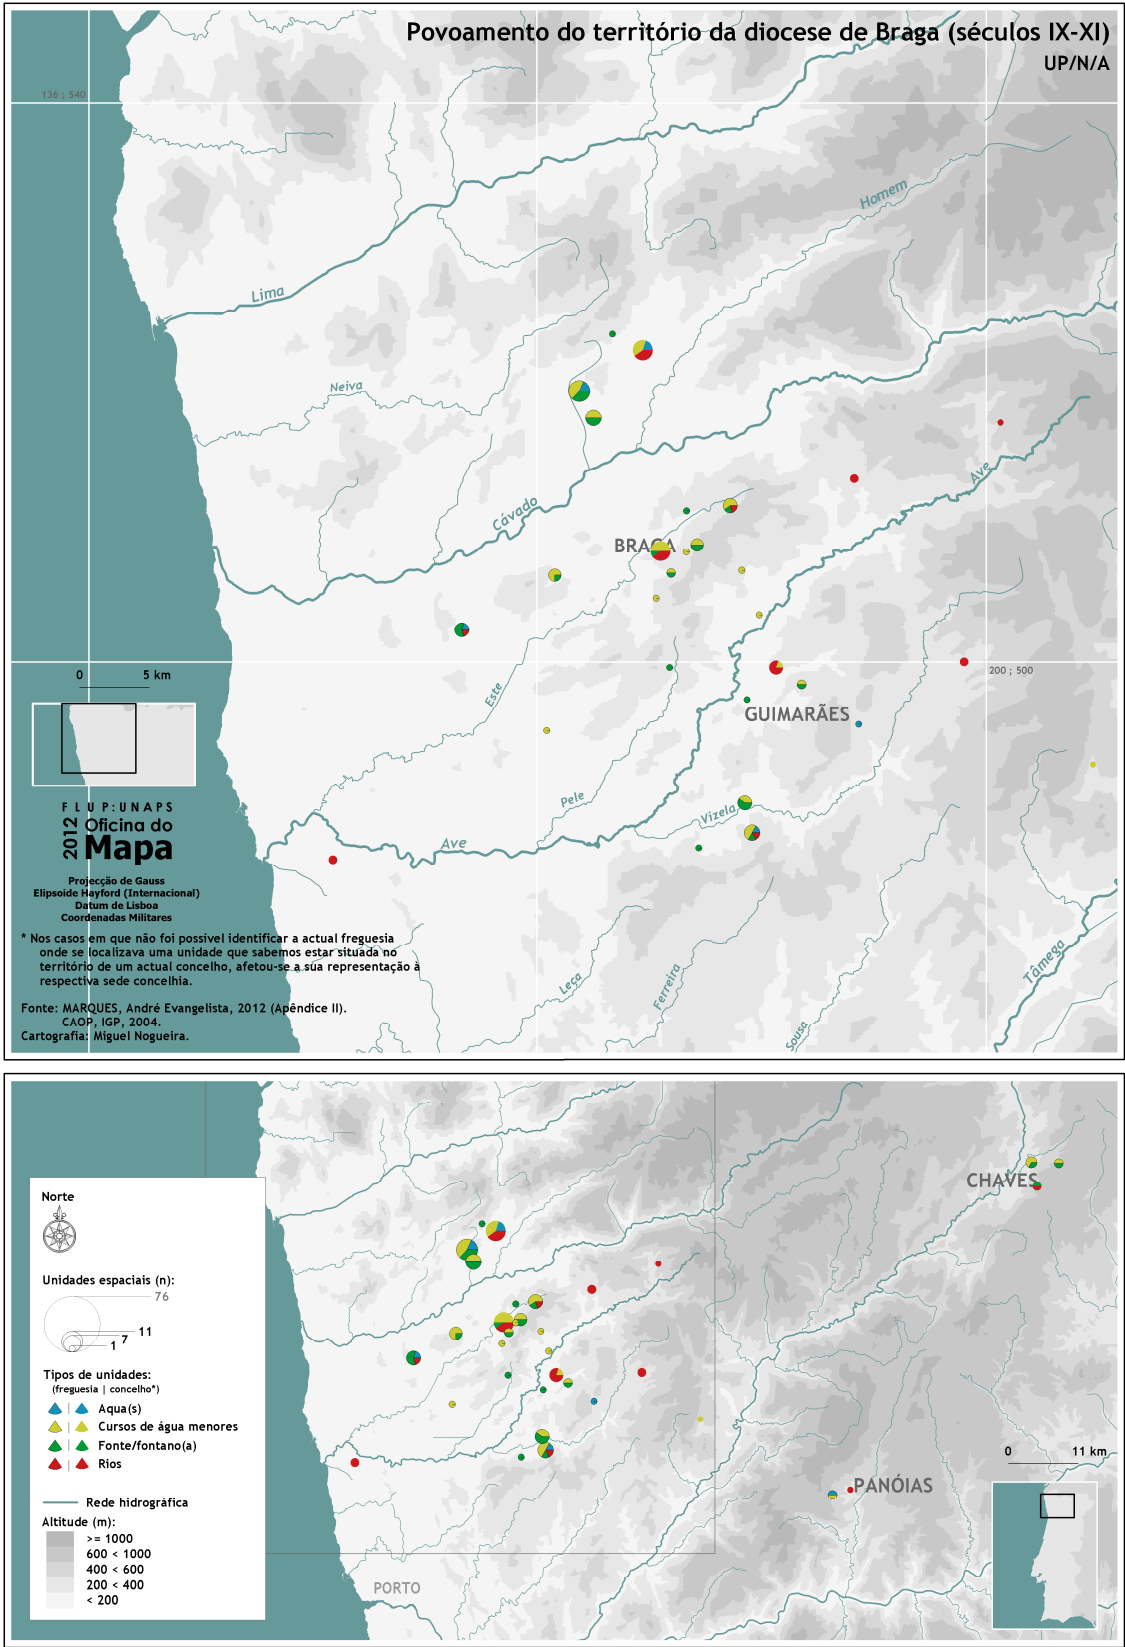 Povoamento do território da diocese de Braga (séculos IX-XI)
UP/N/A
136 ; 540
Homem
Lima
Neiva
Ave
Cávado
BRAGA
200 ; 500
0 5 km
Este
GUIMARÃES
Pele
Vizela
Ave
F L U P : U N A P S
2012 Oficina do
Mapa
Projecção de Gauss
Elipsoide Hayford (Internacional)
Datum de Lisboa
Coordenadas Militares
* Nos casos em que não foi possível identificar a actual freguesia
onde se localizava uma unidade que sabemos estar situada no
território de um actual concelho, afetou-se a sua representação à
respectiva sede concelhia.
Leça
Ferreira
Sousa
Tâmega
Fonte: MARQUES, André Evangelista, 2012 (Apêndice II).
CAOP, IGP, 2004.
Cartografia: Miguel Nogueira.
CHAVES
Norte
Unidades espaciais (n):
76
11
7
1
Tipos de unidades:
(freguesia | concelho*)
| Aqua(s)
| Cursos de água menores
| Fonte/fontano(a)
| Rios
Rede hidrográfica
Altitude (m):
>= 1000
600 < 1000
400 < 600
200 < 400
< 200
0 11 km
PANÓIAS
PORTO